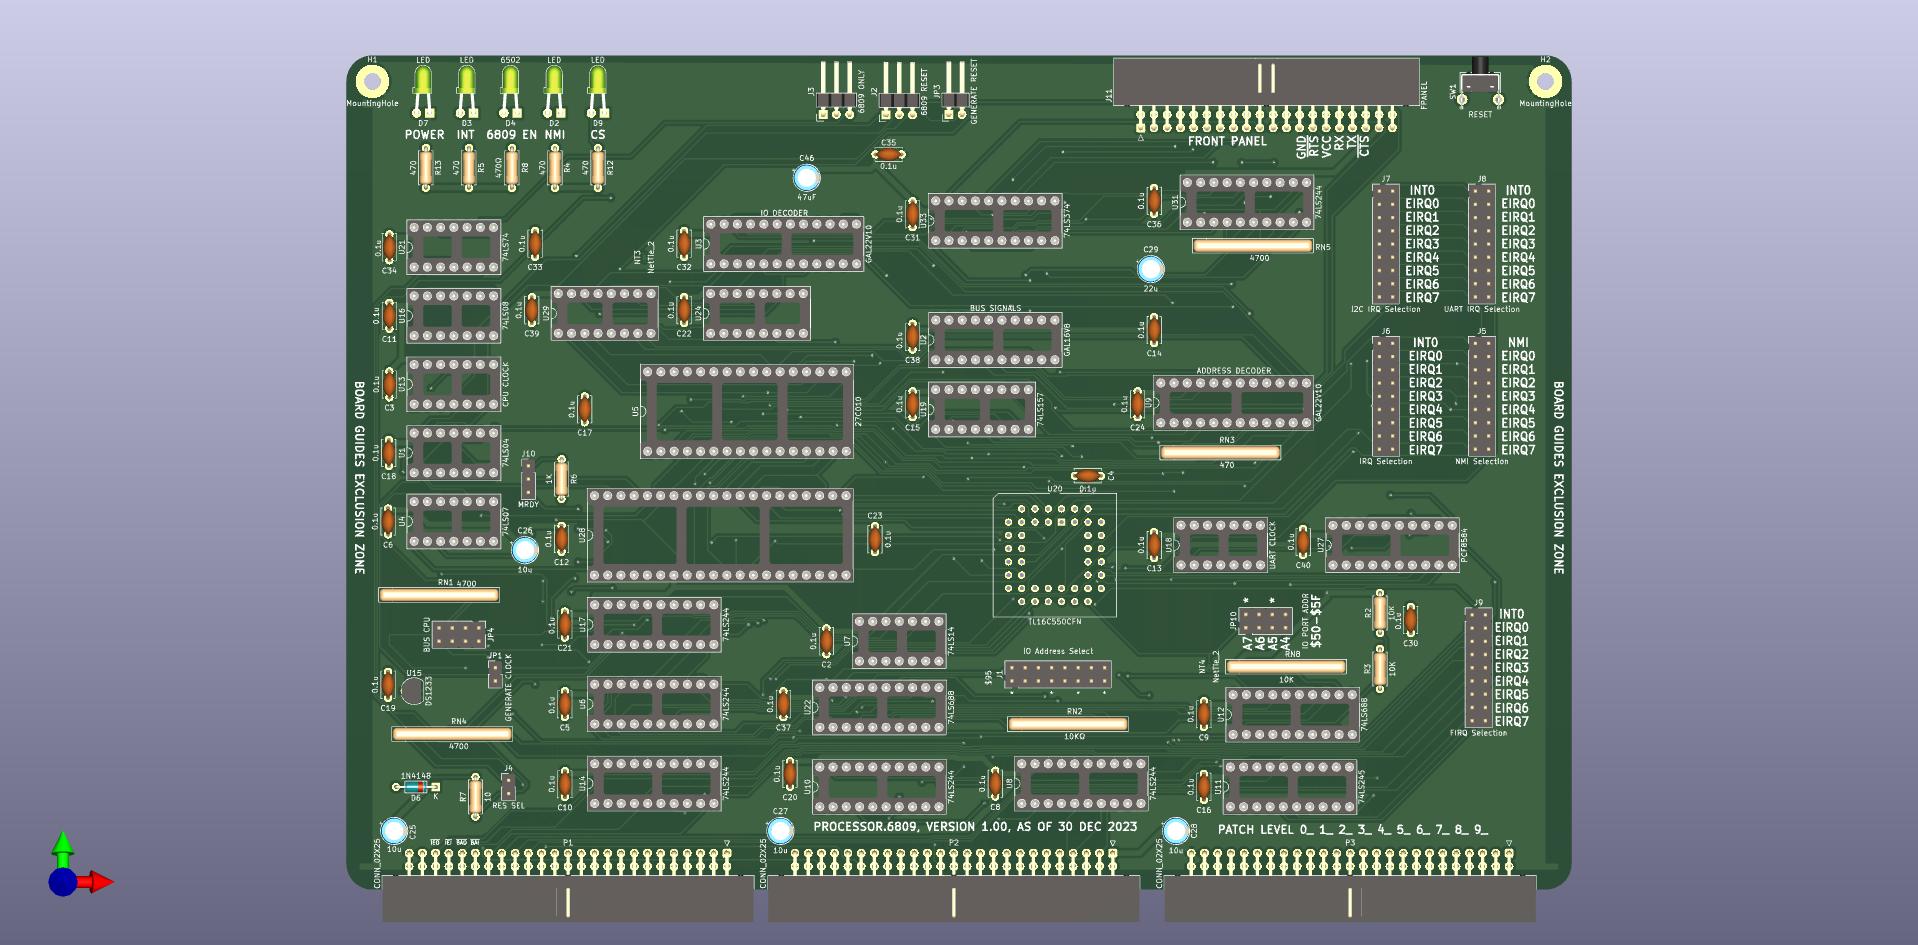 H1
LED
LED
6502
LED
LED
H2
MountingHole
D7
D3
D4
D2
D9
POWER
INT
6809 EN
NMI
CS
J3
6809 ONLY
J2
6809 RESET
JP3
GENERATE RESET
J11
FPANEL
SW1
RESET
MountingHole
FRONT PANEL
GND
RTS
VCC
RX
TX
CTS
470
R13
470
R5
470Ω
R8
470
R4
470
R12
C46
47uF
C35
0.1u
0.1u
C34
U21
74LS74
0.1u
C33
NT3
NetTie_2
0.1u
C32
U3
IO DECODER
GAL22V10
0.1u
C31
U33
74LS374
0.1u
C36
U31
74LS244
RN5
4700
C29
22u
J7
INT0
EIRQ0
EIRQ1
EIRQ2
EIRQ3
EIRQ4
EIRQ5
EIRQ6
EIRQ7
I2C IRQ Selection
J8
INT0
EIRQ0
EIRQ1
EIRQ2
EIRQ3
EIRQ4
EIRQ5
EIRQ6
EIRQ7
UART IRQ Selection
0.1u
C11
U16
74LS08
0.1u
C39
U29
0.1u
C22
U24
0.1u
C38
U2
BUS SIGNALS
GAL16V8
0.1u
C14
J6
INT0
EIRQ0
EIRQ1
EIRQ2
EIRQ3
EIRQ4
EIRQ5
EIRQ6
EIRQ7
IRQ Selection
J5
NMI
EIRQ0
EIRQ1
EIRQ2
EIRQ3
EIRQ4
EIRQ5
EIRQ6
EIRQ7
NMI Selection
BOARD GUIDES EXCLUSION ZONE
BOARD GUIDES EXCLUSION ZONE
0.1u
C3
U13
CPU CLOCK
0.1u
C17
U5
27C010
0.1u
C15
U19
74LS157
0.1u
C24
U9
ADDRESS DECODER
GAL22V10
RN3
470
0.1u
C18
U1
74LS04
J10
MRDY
1K
R6
C4
0.1u
U20
TL16C550CFN
0.1u
C6
U4
74LS07
C26
10u
0.1u
C12
U28
C23
0.1u
0.1u
C13
U18
UART CLOCK
0.1u
C40
U27
PCF8584
RN1 4700
BUS CPU
JP4
0.1u
C21
U17
74LS244
0.1u
C2
U7
74LS14
JP10
A7
A6
A5
A4
IO PORT ADDR
$50-$5F
R2
10K
0.1u
C30
J9
INT0
EIRQ0
EIRQ1
EIRQ2
EIRQ3
EIRQ4
EIRQ5
EIRQ6
EIRQ7
FIRQ Selection
JP1
GENERATE CLOCK
0.1u
C19
U15
DS1233
IO Address Select
$95
J1
NT4
NetTie_2
RN8
10K
R3
10K
0.1u
C5
U6
74LS244
0.1u
C37
U22
74LS688
RN2
10KΩ
0.1u
C9
U12
74LS688
RN4
4700
1N4148
D6
K
R7
10
J4
RES SEL
0.1u
C10
U14
74LS244
0.1u
C20
U10
74LS244
0.1u
C8
U8
74LS244
0.1u
C16
U11
74LS245
C25
10u
C27
10u
C28
10u
PROCESSOR.6809, VERSION 1.00, AS OF 30 DEC 2023
PATCH LEVEL 0_ 1_ 2_ 3_ 4_ 5_ 6_ 7_ 8_ 9_
CONN_02X25
P1
CONN_02X25
P2
CONN_02X25
P3